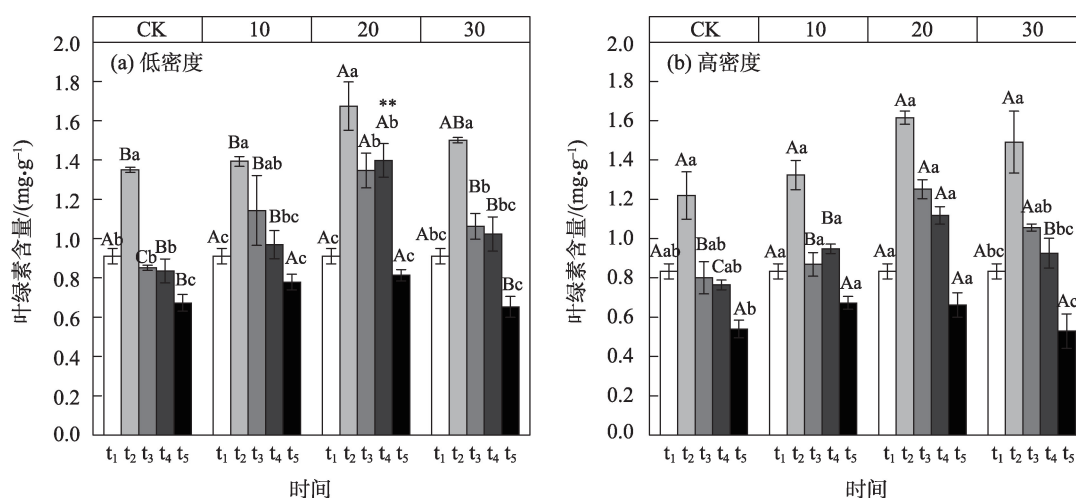 CK 10 20 30
(a) 低密度
2.0
1.8
1.6
1.4
1.2
1.0
0.8
0.6
0.4
0.2
0.0
叶绿素含量/(mg•g⁻¹)
Ab Ba Cb Bb Bc
Ac Ba Bab Bbc Ac
Ac Aa Ab ** Ab Ac
Abc ABa Bb Bbc Bc
t₁ t₂ t₃ t₄ t₅ t₁ t₂ t₃ t₄ t₅ t₁ t₂ t₃ t₄ t₅ t₁ t₂ t₃ t₄ t₅
时间
CK 10 20 30
(b) 高密度
2.0
1.8
1.6
1.4
1.2
1.0
0.8
0.6
0.4
0.2
0.0
叶绿素含量/(mg•g⁻¹)
Aab Aa Bab Cab Ab
Aa Aa Ba Ba Aa
Aa Aa Aa Aa Aa
Abc Aa Aab Bbc Ac
t₁ t₂ t₃ t₄ t₅ t₁ t₂ t₃ t₄ t₅ t₁ t₂ t₃ t₄ t₅ t₁ t₂ t₃ t₄ t₅
时间